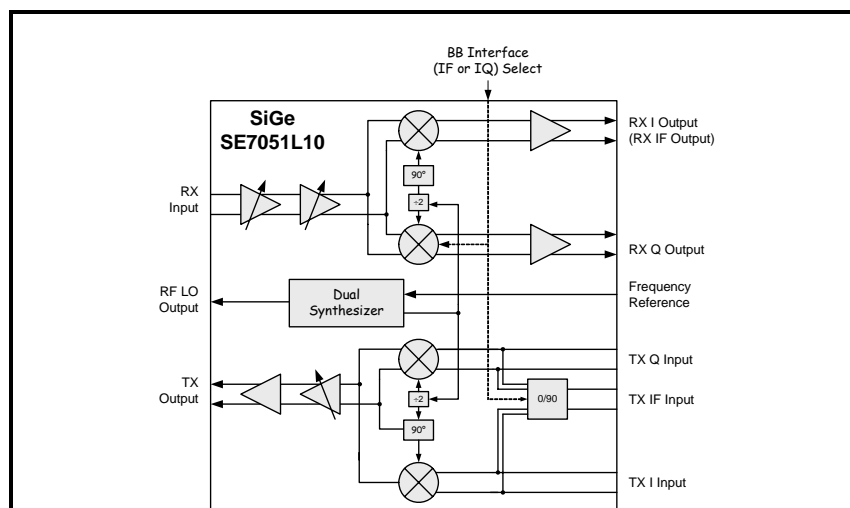 BB Interface
(IF or IQ) Select
SiGe
SE7051L10
RX I Output
(RX IF Output)
90°
RX
Input
÷2
RX Q Output
RF LO
Output
Dual
Synthesizer
Frequency
Reference
TX Q Input
TX
Output
÷2
0/90
TX IF Input
90°
TX I Input